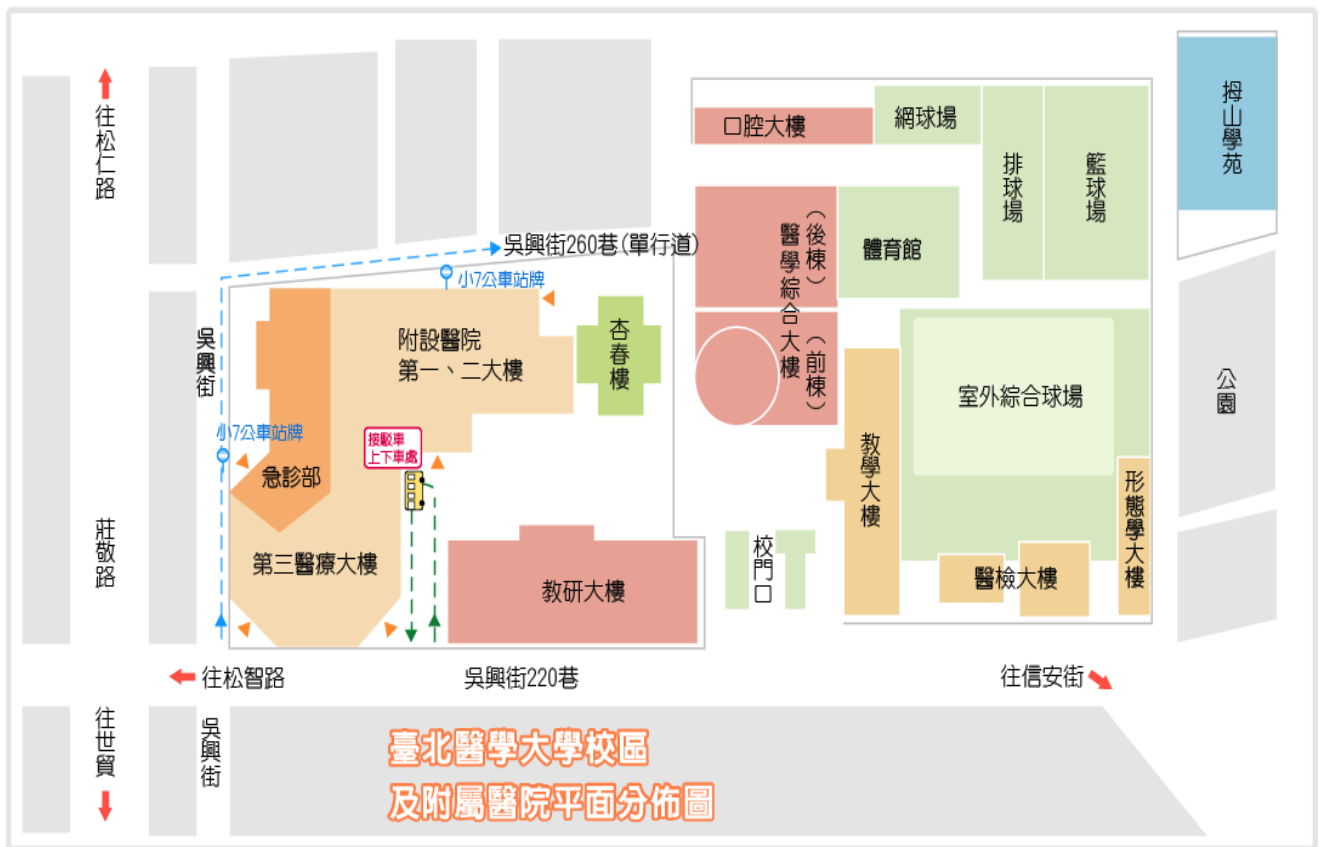 往松仁路
口腔大樓
網球場
排球場
籃球場
拇山學苑
吳興街260巷(單行道)
小7公車站牌
醫學綜合大樓
(後棟)
(前棟)
體育館
吳興街
附設醫院
第一、二大樓
杏春樓
室外綜合球場
公園
小7公車站牌
接駁車
上下車處
急診部
教學大樓
形態學大樓
莊敬路
第三醫療大樓
教研大樓
校門口
醫檢大樓
往松智路
吳興街220巷
往信安街
往世貿
吳興街
臺北醫學大學校區
及附屬醫院平面分佈圖